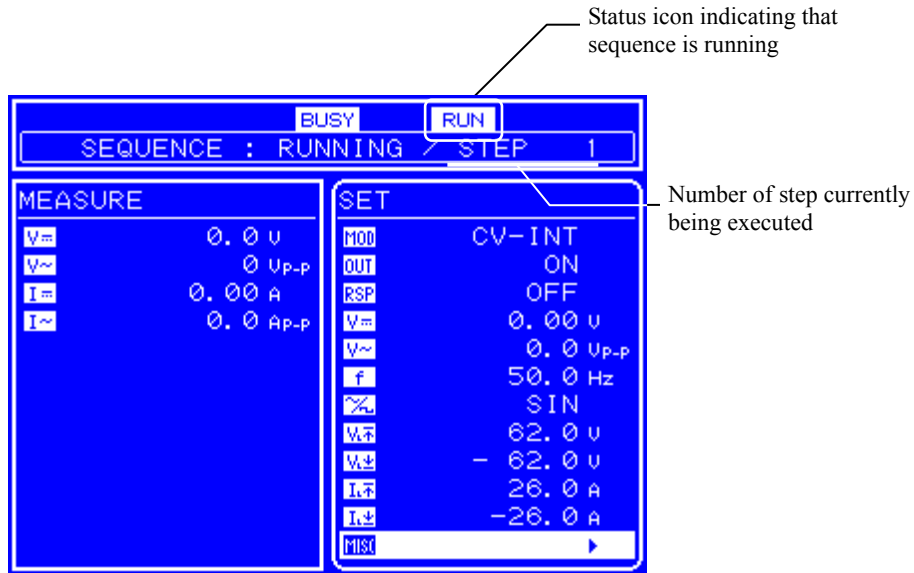 Status icon indicating that
sequence is running
BUSY RUN
SEQUENCE : RUNNING / STEP 1
Number of step currently
being executed
MEASURE
V 0.0 V
V~ 0 Vp-p
I 0.00 A
I~ 0.0 Ap-p
SET
MOD CV-INT
OUT ON
RSP OFF
V 0.00 V
V~ 0.0 Vp-p
f 50.0 Hz
SIN
V 62.0 V
V - 62.0 V
I 26.0 A
I -26.0 A
MISC